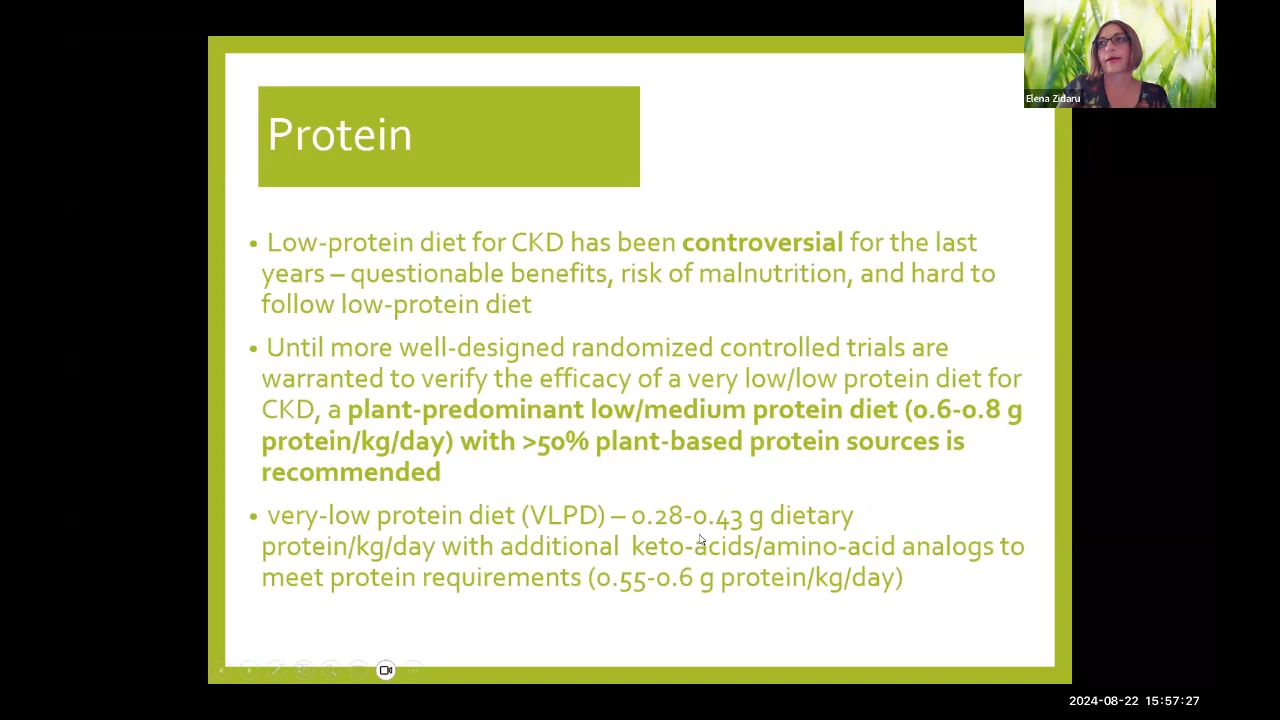 Elena Zidaru
Protein
• Low-protein diet for CKD has been controversial for the last
years – questionable benefits, risk of malnutrition, and hard to
follow low-protein diet
• Until more well-designed randomized controlled trials are
warranted to verify the efficacy of a very low/low protein diet for
CKD, a plant-predominant low/medium protein diet (0.6-0.8 g
protein/kg/day) with >50% plant-based protein sources is
recommended
• very-low protein diet (VLPD) – 0.28-0.43 g dietary
protein/kg/day with additional keto-acids/amino-acid analogs to
meet protein requirements (0.55-0.6 g protein/kg/day)
2024-08-22 15:57:27